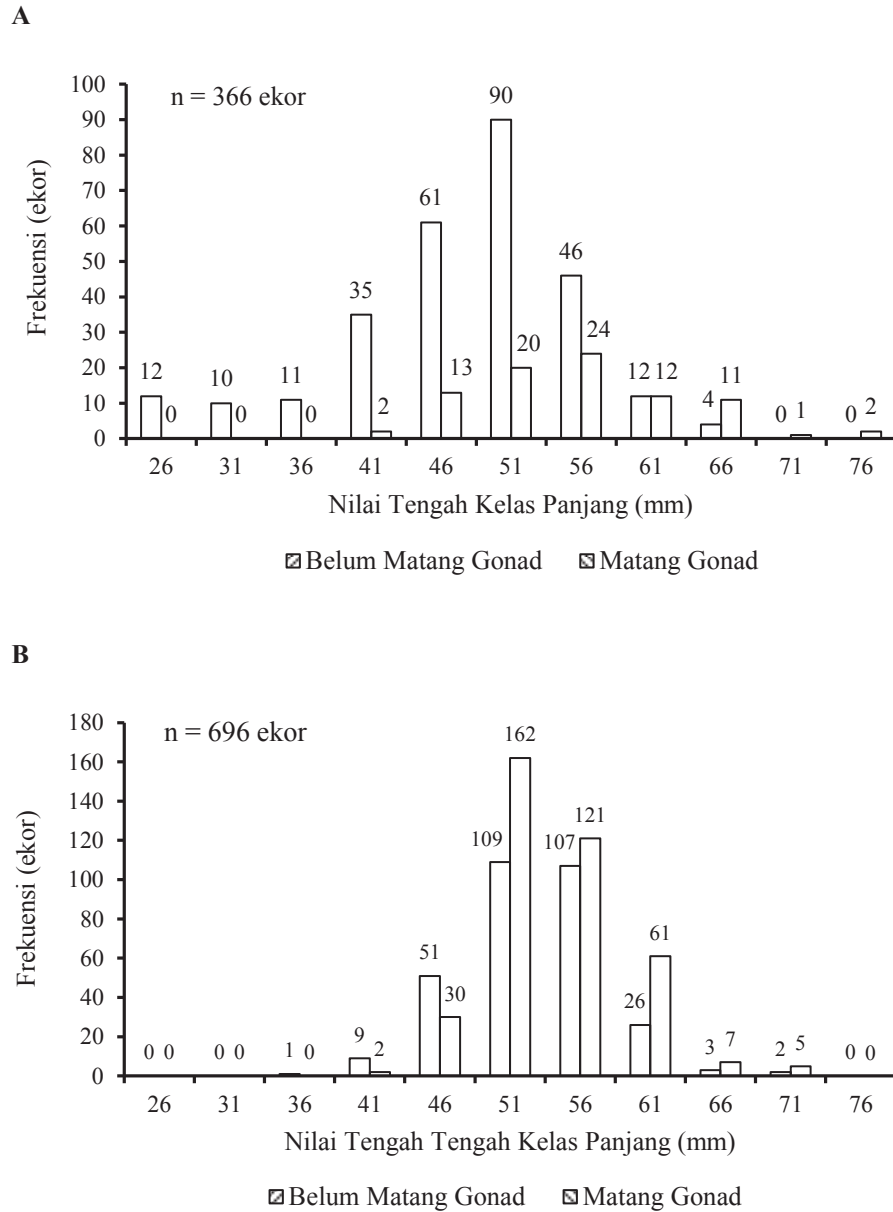 A
n = 366 ekor
Frekuensi (ekor)
100
90
80
70
60
50
40
30
20
10
0
12 0 10 0 11 0 35 2 61 13 90 20 46 24 12 12 4 11 0 1 0 2
26 31 36 41 46 51 56 61 66 71 76
Nilai Tengah Kelas Panjang (mm)
Belum Matang Gonad Matang Gonad
B
n = 696 ekor
Frekuensi (ekor)
180
160
140
120
100
80
60
40
20
0
0 0 0 0 1 0 9 2 51 30 109 162 107 121 26 61 3 7 2 5 0 0
26 31 36 41 46 51 56 61 66 71 76
Nilai Tengah Tengah Kelas Panjang (mm)
Belum Matang Gonad Matang Gonad